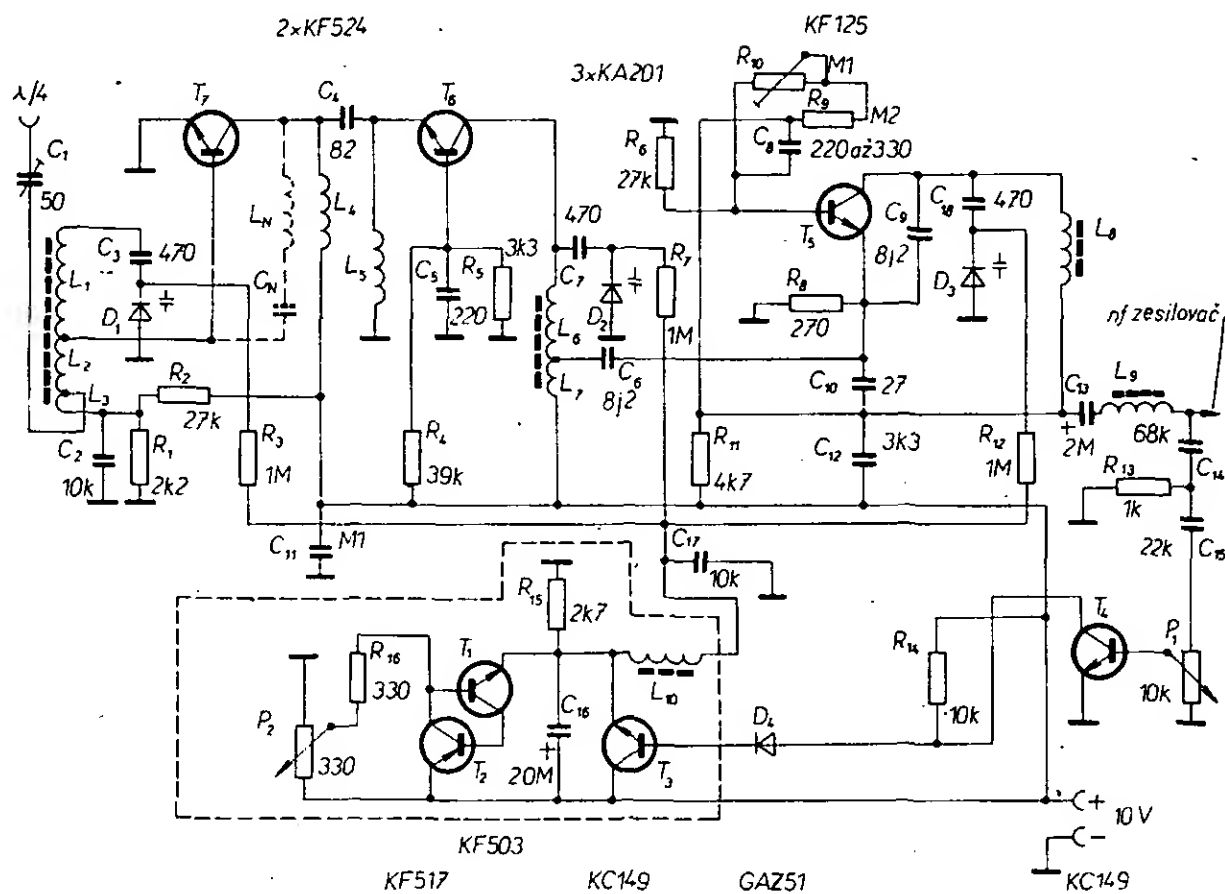 2xKF524
KF125
3xKA201
R10
M1
λ/4
T7
C4
82
T6
R9
M2
C1
50
R6
27k
C8
220až330
LN
L4
T5
C9
8j2
C18
470
L8
C3
470
L1
D1
CN
L5
C5
220
R5
3k3
470
C7
D2
R7
1M
R8
270
D3
nf zesilovač
L2
L3
R2
27k
L6
L7
C6
8j2
C10
27
C13
2M
L9
68k
C2
10k
R1
2k2
R3
1M
R4
39k
R11
4k7
C12
3k3
R12
1M
R13
1k
C14
C11
M1
C17
10k
22k
C15
R15
2k7
T4
P1
10k
R16
330
T1
L10
R14
10k
P2
330
T2
C16
20M
T3
D4
+
10V
−
KF503
KF517
KC149
GAZ51
KC149